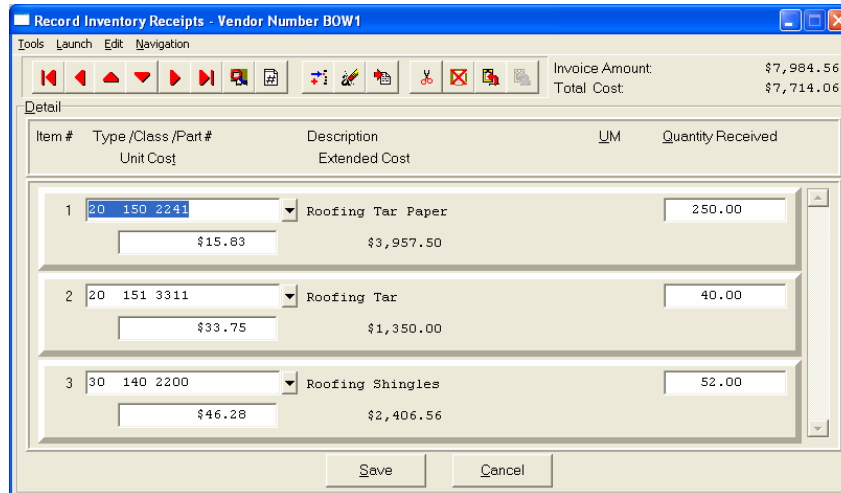 Record Inventory Receipts - Vendor Number BOW1
Tools Launch Edit Navigation
Invoice Amount: $7,984.56
Total Cost: $7,714.06
Detail
Item # Type /Class /Part # Description UM Quantity Received
Unit Cost Extended Cost
1 20 150 2241 Roofing Tar Paper 250.00
$15.83 $3,957.50
2 20 151 3311 Roofing Tar 40.00
$33.75 $1,350.00
3 30 140 2200 Roofing Shingles 52.00
$46.28 $2,406.56
Save Cancel